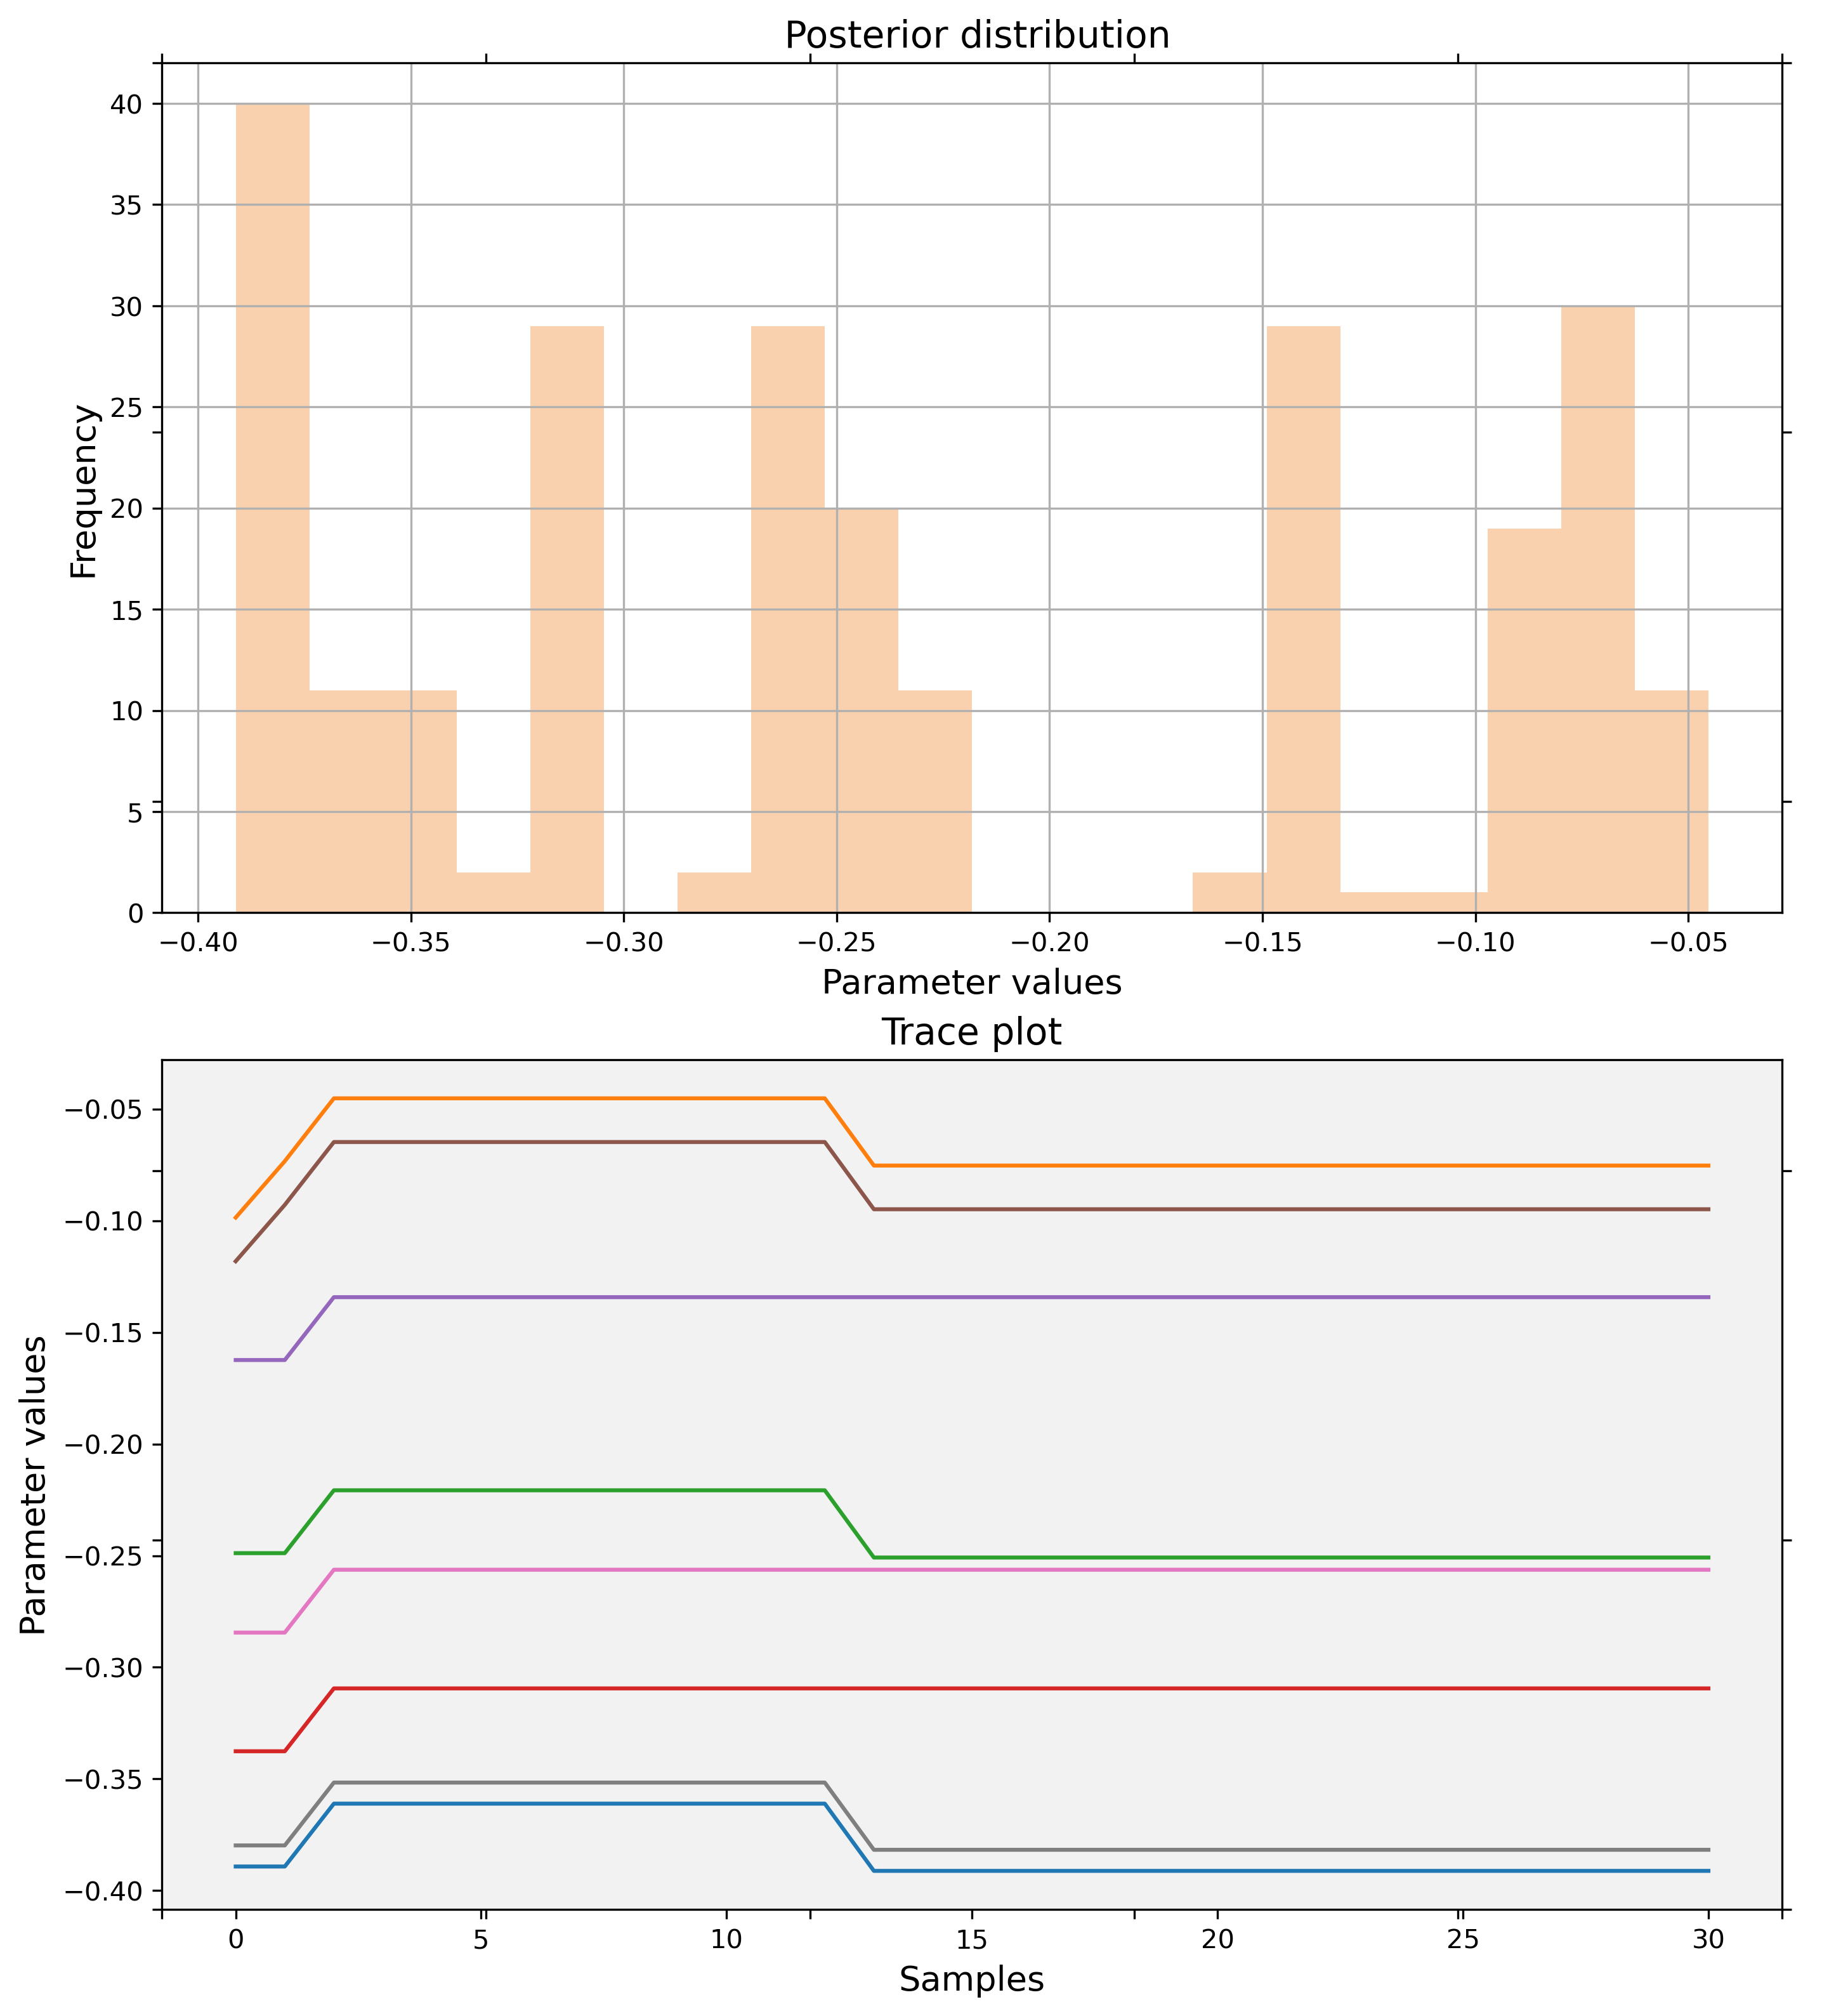 Posterior distribution
40
35
30
25
20
15
10
5
0
Frequency
−0.40 −0.35 −0.30 −0.25 −0.20 −0.15 −0.10 −0.05
Parameter values
Trace plot
−0.05
−0.10
−0.15
−0.20
−0.25
−0.30
−0.35
−0.40
Parameter values
0 5 10 15 20 25 30
Samples